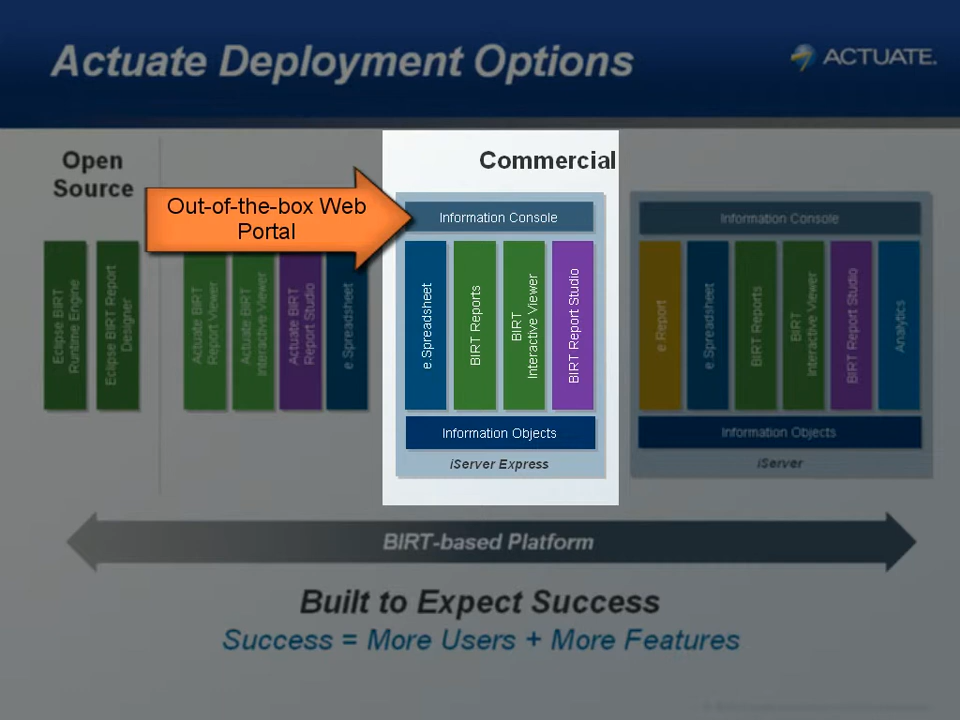 Actuate Deployment Options
ACTUATE.
Open
Source
Commercial
Out-of-the-box Web
Portal
Eclipse BIRT
Runtime Engine
Eclipse BIRT Report
Designer
Actuate BIRT
Report Viewer
Actuate BIRT
Interactive Viewer
Actuate BIRT
Report Studio
e.Spreadsheet
Information Console
e.Spreadsheet
BIRT Reports
BIRT
Interactive Viewer
BIRT Report Studio
Information Objects
iServer Express
Information Console
e.Report
e.Spreadsheet
BIRT Reports
BIRT
Interactive Viewer
BIRT Report Studio
Analytics
Information Objects
iServer
BIRT-based Platform
Built to Expect Success
Success = More Users + More Features